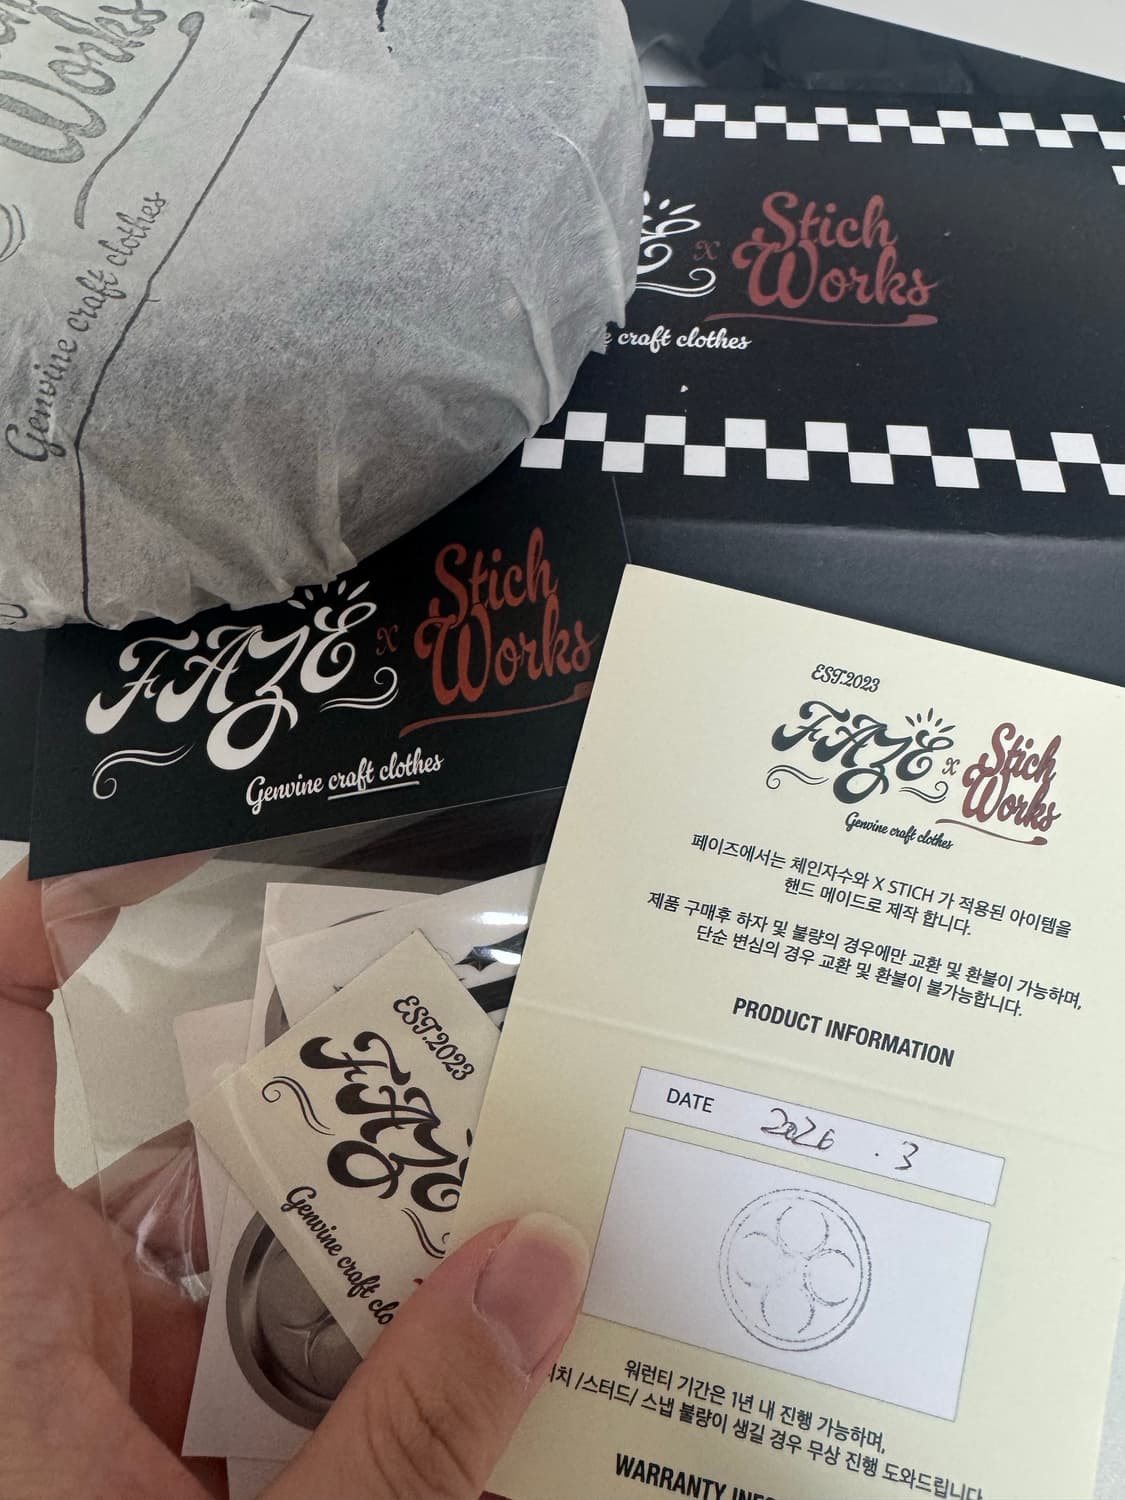 Works
Genvine craft clothes
x
Stich
Works
craft clothes
FAZE x Stich
Works
Genvine craft clothes
EST.2023
FAZE x Stich
Works
Genvine craft clothes
페이즈에서는 체인자수와 X STICH 가 적용된 아이템을
핸드 메이드로 제작 합니다.
제품 구매후 하자 및 불량의 경우에만 교환 및 환불이 가능하며,
단순 변심의 경우 교환 및 환불이 불가능합니다.
PRODUCT INFORMATION
DATE 2026 . 3
워런티 기간은 1년 내 진행 가능하며,
/스터드/ 스냅 불량이 생길 경우 무상 진행 도와드립니다
WARRANTY
EST.2023
FAZE
Genvine craft clo